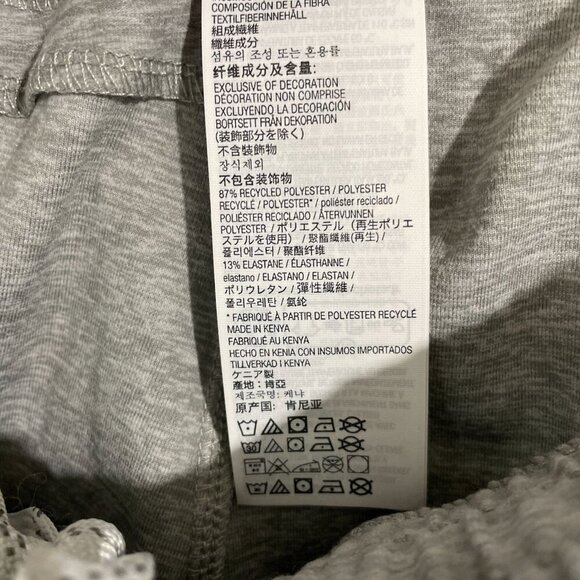 COMPOSICIÓN DE LA FIBRA
TEXTILFIBERINNEHÅLL
組成繊維
纖維成分
섬유의 조성 또는 혼용률
纤维成分及含量:
EXCLUSIVE OF DECORATION
DÉCORATION NON COMPRISE
EXCLUYENDO LA DECORACIÓN
BORTSETT FRÅN DEKORATION
(装飾部分を除く)
不含裝飾物
장식제외
不包含装饰物
87% RECYCLED POLYESTER / POLYESTER
RECYCLÉ / POLYESTER* / poliéster reciclado /
POLIÉSTER RECICLADO / ÅTERVUNNEN
POLYESTER / ポリエステル (再生ポリエ
ステルを使用) / 聚酯纖維(再生) /
폴리에스터 / 聚酯纤维
13% ELASTANE / ÉLASTHANNE /
elastano / ELASTANO / ELASTAN /
ポリウレタン / 彈性纖維 /
폴리우레탄 / 氨纶
* FABRIQUÉ À PARTIR DE POLYESTER RECYCLÉ
MADE IN KENYA
FABRIQUÉ AU KENYA
HECHO EN KENIA CON INSUMOS IMPORTADOS
TILLVERKAD I KENYA
ケニア製
產地: 肯亞
제조국명: 케냐
原产国: 肯尼亚